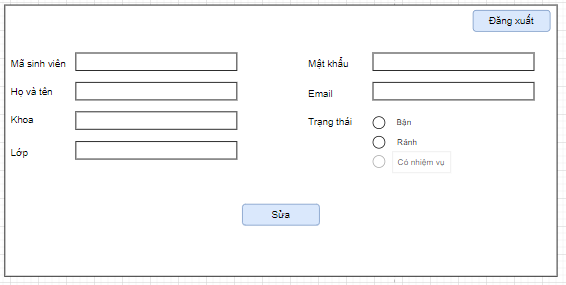 Đăng xuất
Mã sinh viên
Mật khẩu
Họ và tên
Email
Khoa
Trạng thái
Bận
Rảnh
Lớp
Có nhiệm vụ
Sửa